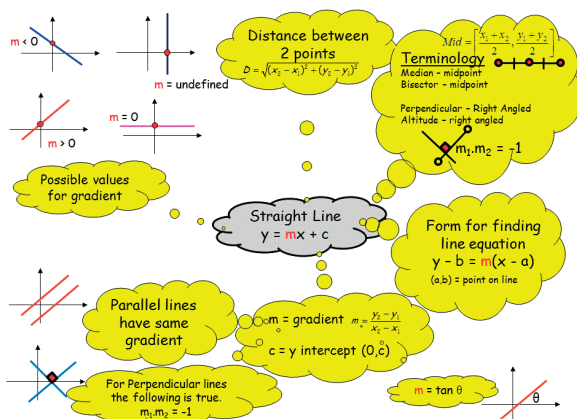 m < 0
m = undefined
m > 0
m = 0
Possible values
for gradient
Distance between
2 points
D = √(x₂ − x₁)² + (y₂ − y₁)²
Mid = [x₁ + x₂ / 2, y₁ + y₂ / 2]
Terminology
Median – midpoint
Bisector – midpoint
Perpendicular – Right Angled
Altitude – right angled
m₁.m₂ = -1
Straight Line
y = mx + c
Form for finding
line equation
y – b = m(x - a)
(a,b) = point on line
Parallel lines
have same
gradient
m = gradient m = y₂ − y₁ / x₂ − x₁
c = y intercept (0,c)
For Perpendicular lines
the following is true.
m₁.m₂ = -1
m = tan θ
θ